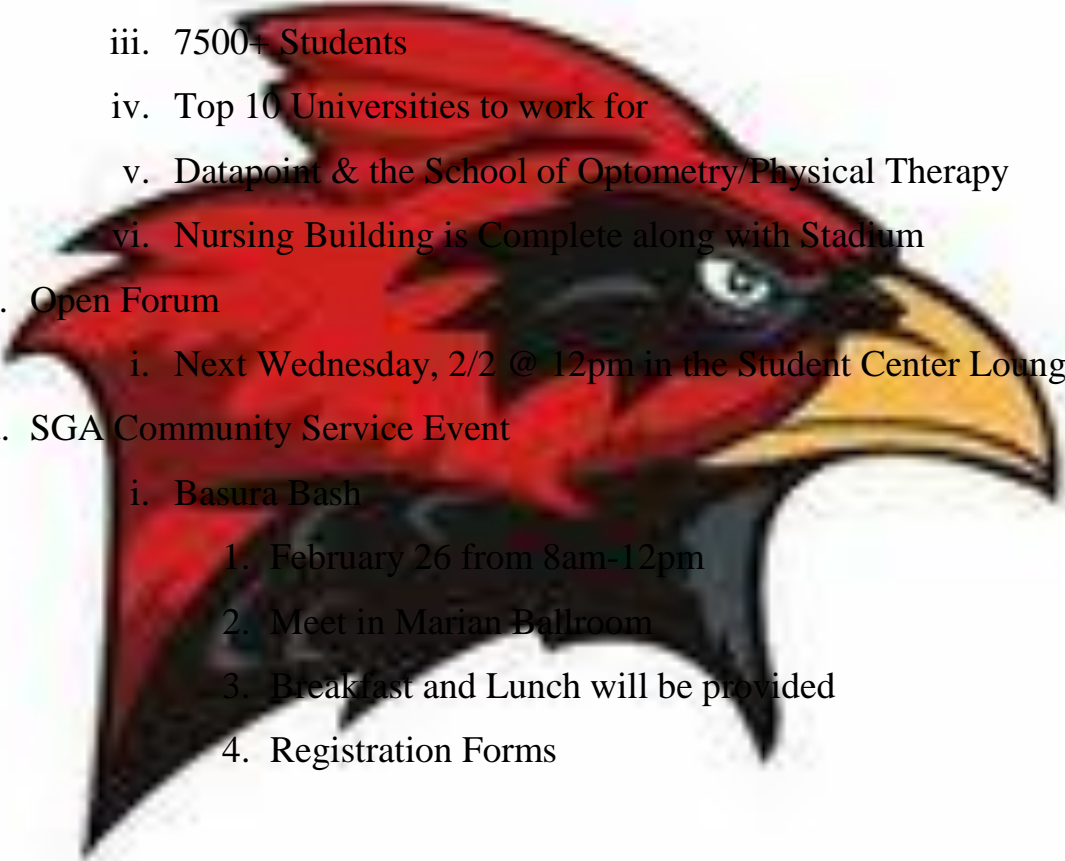 iii. 7500+ Students
iv. Top 10 Universities to work for
v. Datapoint & the School of Optometry/Physical Therapy
vi. Nursing Building is Complete along with Stadium
. Open Forum
i. Next Wednesday, 2/2 @ 12pm in the Student Center Loung
. SGA Community Service Event
i. Basura Bash
1. February 26 from 8am-12pm
2. Meet in Marian Ballroom
3. Breakfast and Lunch will be provided
4. Registration Forms